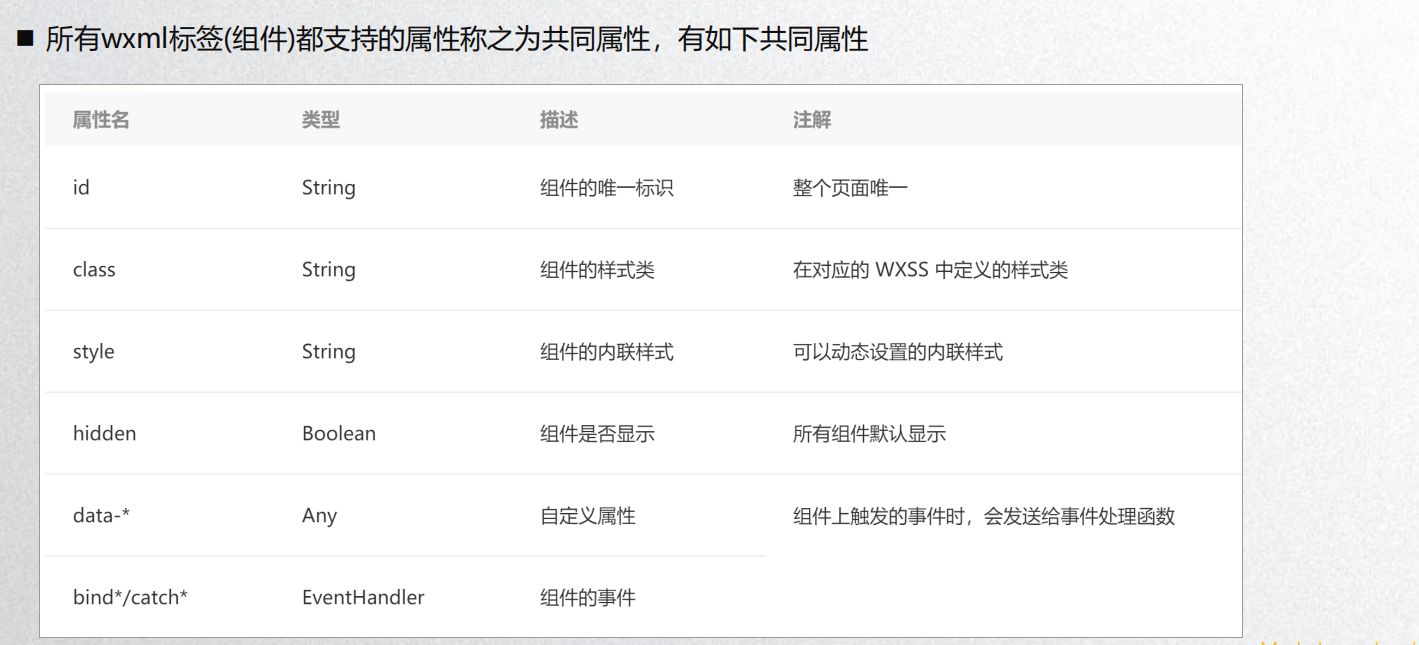 ■ 所有wxml标签(组件)都支持的属性称之为共同属性，有如下共同属性
属性名 类型 描述 注解
id String 组件的唯一标识 整个页面唯一
class String 组件的样式类 在对应的 WXSS 中定义的样式类
style String 组件的内联样式 可以动态设置的内联样式
hidden Boolean 组件是否显示 所有组件默认显示
data-* Any 自定义属性 组件上触发的事件时，会发送给事件处理函数
bind*/catch* EventHandler 组件的事件